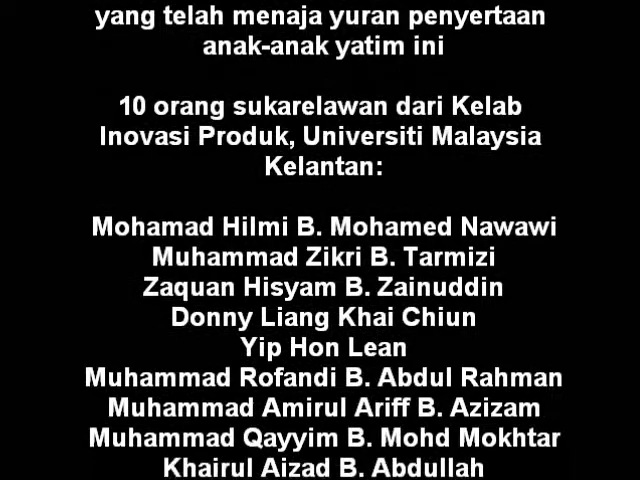 yang telah menaja yuran penyertaan
anak-anak yatim ini
10 orang sukarelawan dari Kelab
Inovasi Produk, Universiti Malaysia
Kelantan:
Mohamad Hilmi B. Mohamed Nawawi
Muhammad Zikri B. Tarmizi
Zaquan Hisyam B. Zainuddin
Donny Liang Khai Chiun
Yip Hon Lean
Muhammad Rofandi B. Abdul Rahman
Muhammad Amirul Ariff B. Azizam
Muhammad Qayyim B. Mohd Mokhtar
Khairul Aizad B. Abdullah